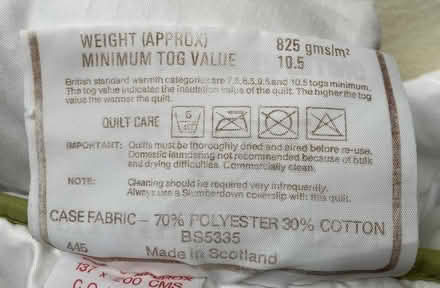 WEIGHT (APPROX) 825 gms/m²
MINIMUM TOG VALUE 10.5
British standard warmth categories are 7.5, 8.5, 9.5 and 10.5 togs minimum.
The tog value indicates the insulation value of the quilt. The higher the tog
value the warmer the quilt.
QUILT CARE
IMPORTANT: Quilts must be thoroughly dried and aired before re-use.
Domestic laundering not recommended because of bulk
and drying difficulties. Commercially clean.
NOTE: Cleaning should be required very infrequently.
Always use a Slumberdown coverslip with this quilt.
CASE FABRIC— 70% POLYESTER 30% COTTON
BS5335
445 Made in Scotland
137 x 200 CMS